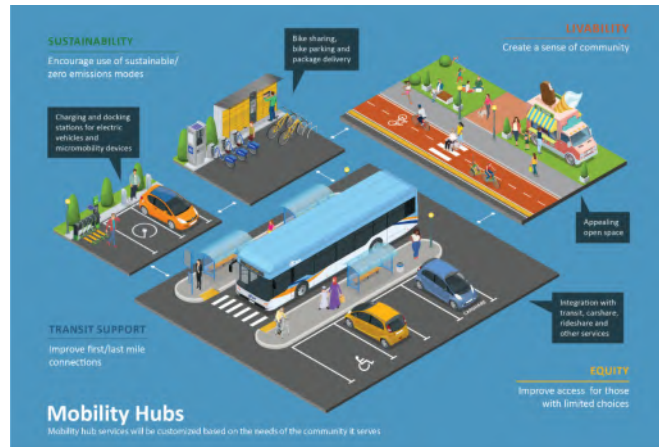 SUSTAINABILITY
Encourage use of sustainable/
zero emissions modes
Bike sharing,
bike parking and
package delivery
LIVABILITY
Create a sense of community
Charging and docking
stations for electric
vehicles and
micromobility devices
Appealing
open space
TRANSIT SUPPORT
Improve first/last mile
connections
CARSHARE
Integration with
transit, carshare,
rideshare and
other services
EQUITY
Improve access for those
with limited choices
Mobility Hubs
Mobility hub services will be customized based on the needs of the community it serves